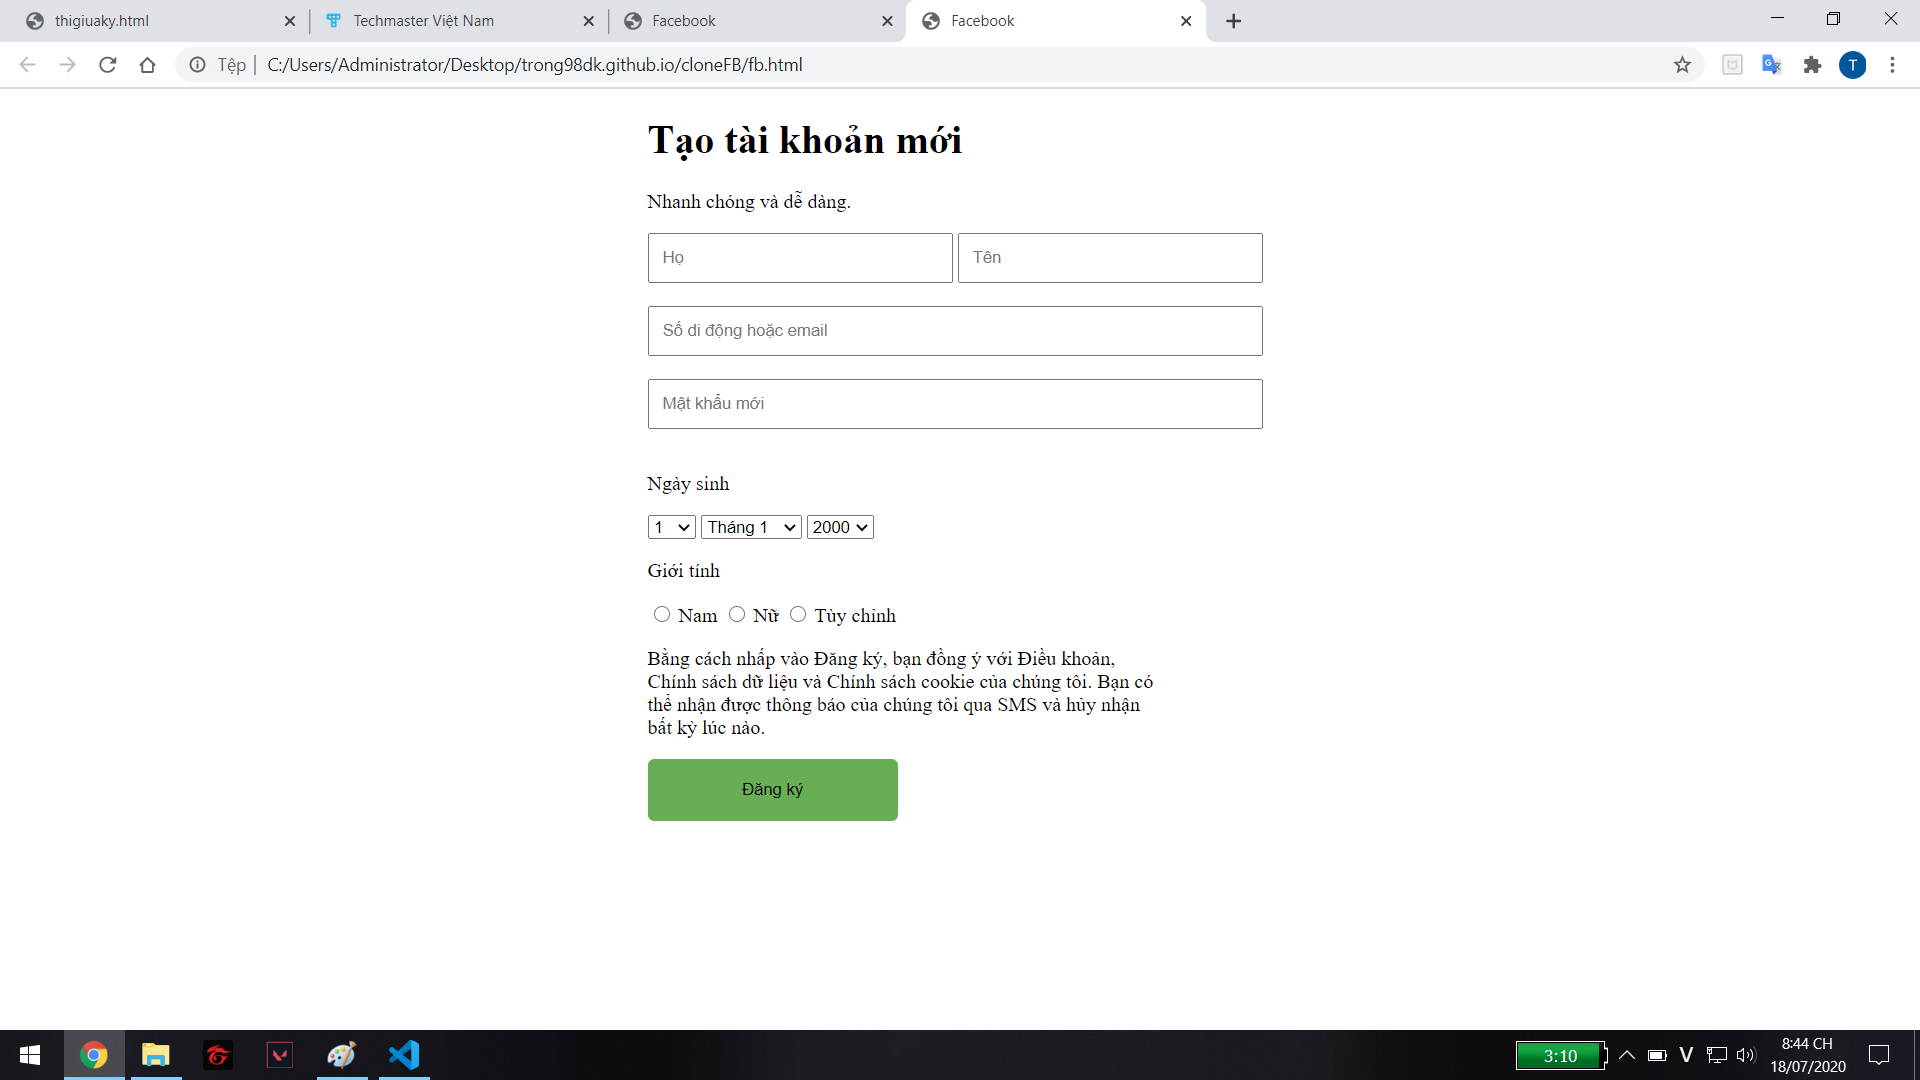 thigiuaky.html
Techmaster Việt Nam
Facebook
Facebook
Tệp C:/Users/Administrator/Desktop/trong98dk.github.io/cloneFB/fb.html
T
Tạo tài khoản mới
Nhanh chóng và dễ dàng.
Họ Tên
Số di động hoặc email
Mật khẩu mới
Ngày sinh
1 Tháng 1 2000
Giới tính
Nam Nữ Tùy chỉnh
Bằng cách nhấp vào Đăng ký, bạn đồng ý với Điều khoản,
Chính sách dữ liệu và Chính sách cookie của chúng tôi. Bạn có
thể nhận được thông báo của chúng tôi qua SMS và hủy nhận
bất kỳ lúc nào.
Đăng ký
3:10
V
8:44 CH
18/07/2020